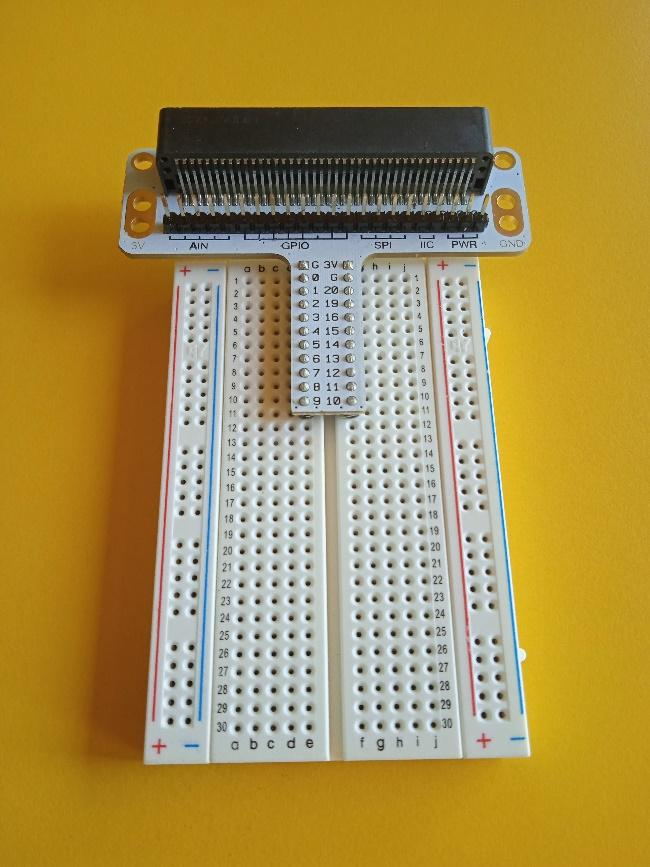 3V AIN GPIO SPI IIC PWR GND
+ − a b c G 3V h i j + −
0 G
1 1 20 1
2 2 19 2
3 3 16 3
4 4 15 4
5 5 14 5
6 6 13 6
7 7 12 7
8 8 11 8
9 9 10 9
10 10
11 11
12 12
13 13
14 14
15 15
16 16
17 17
18 18
19 19
20 20
21 21
22 22
23 23
24 24
25 25
26 26
27 27
28 28
29 29
30 30
+ − a b c d e f g h i j + −